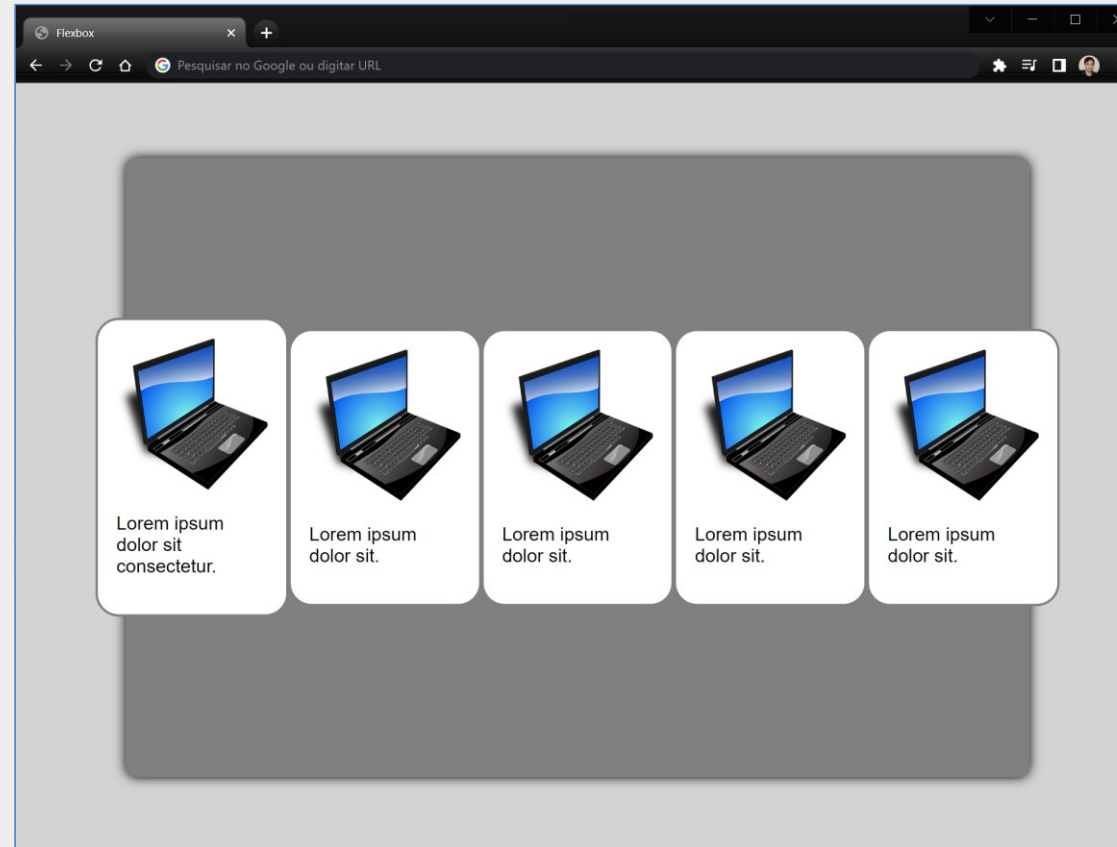 Flexbox
Pesquisar no Google ou digitar URL
Lorem ipsum
dolor sit
consectetur.
Lorem ipsum
dolor sit.
Lorem ipsum
dolor sit.
Lorem ipsum
dolor sit.
Lorem ipsum
dolor sit.